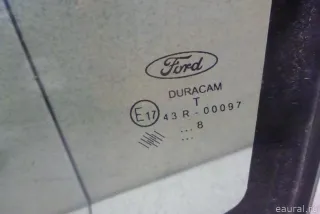 Ford
DURACAM
T
E17 43R-00097
...8
...
eaural.ru